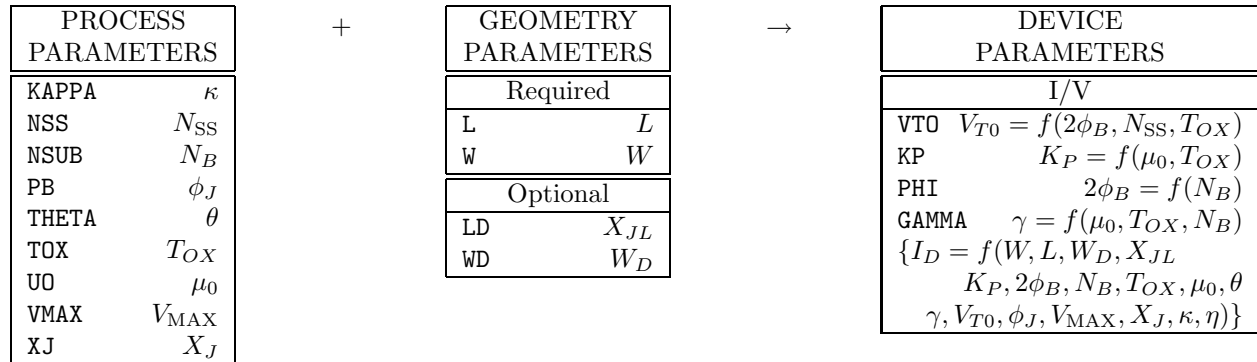 PROCESS
PARAMETERS
KAPPA κ
NSS N_SS
NSUB N_B
PB φ_J
THETA θ
TOX T_OX
UO μ_0
VMAX V_MAX
XJ X_J
+
GEOMETRY
PARAMETERS
Required
L L
W W
Optional
LD X_JL
WD W_D
→
DEVICE
PARAMETERS
I/V
VTO V_T0 = f(2φ_B, N_SS, T_OX)
KP K_P = f(μ_0, T_OX)
PHI 2φ_B = f(N_B)
GAMMA γ = f(μ_0, T_OX, N_B)
{I_D = f(W, L, W_D, X_JL
K_P, 2φ_B, N_B, T_OX, μ_0, θ
γ, V_T0, φ_J, V_MAX, X_J, κ, η)}